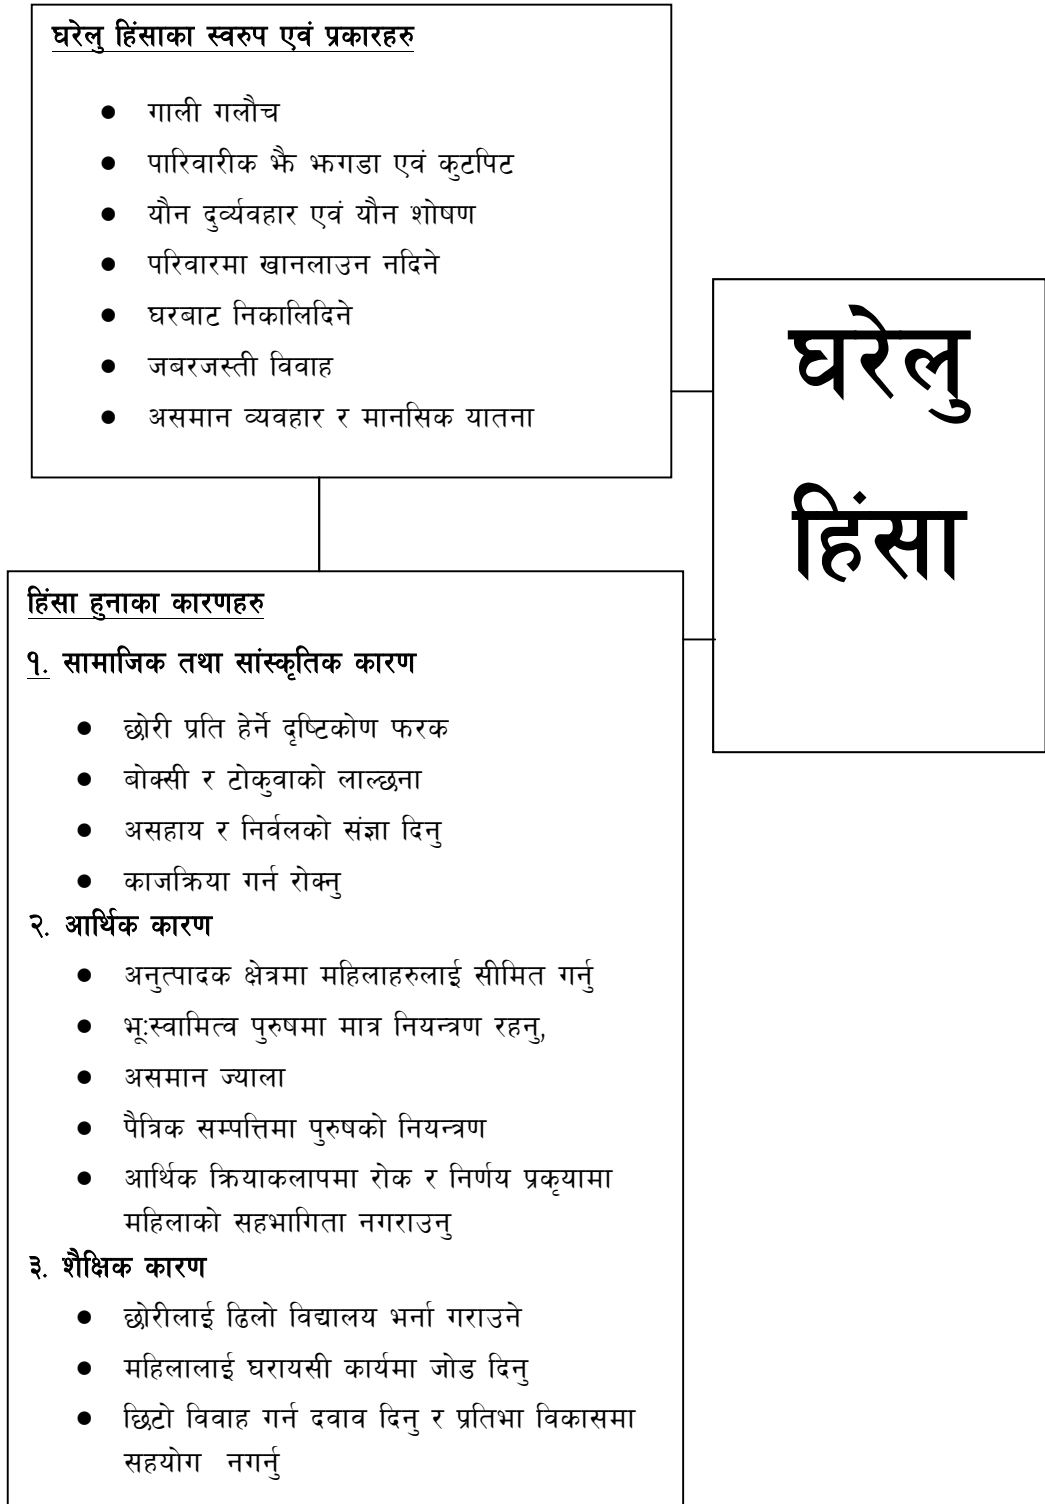 घरेलु हिंसाका स्वरुप एवं प्रकारहरु
● गाली गलौच
● पारिवारीक झै झगडा एवं कुटपिट
● यौन दुर्व्यवहार एवं यौन शोषण
● परिवारमा खानलाउन नदिने
● घरबाट निकालिदिने
● जबरजस्ती विवाह
● असमान व्यवहार र मानसिक यातना
घरेलु
हिंसा
हिंसा हुनाका कारणहरु
१. सामाजिक तथा सांस्कृतिक कारण
● छोरी प्रति हेर्ने दृष्टिकोण फरक
● बोक्सी र टोकुवाको लाल्छना
● असहाय र निर्वलको संज्ञा दिनु
● काजक्रिया गर्न रोक्नु
२. आर्थिक कारण
● अनुत्पादक क्षेत्रमा महिलाहरुलाई सीमित गर्नु
● भूःस्वामित्व पुरुषमा मात्र नियन्त्रण रहनु,
● असमान ज्याला
● पैत्रिक सम्पत्तिमा पुरुषको नियन्त्रण
● आर्थिक क्रियाकलापमा रोक र निर्णय प्रकृयामा
महिलाको सहभागिता नगराउनु
३. शैक्षिक कारण
● छोरीलाई ढिलो विद्यालय भर्ना गराउने
● महिलालाई घरायसी कार्यमा जोड दिनु
● छिटो विवाह गर्न दवाव दिनु र प्रतिभा विकासमा
सहयोग नगर्नु